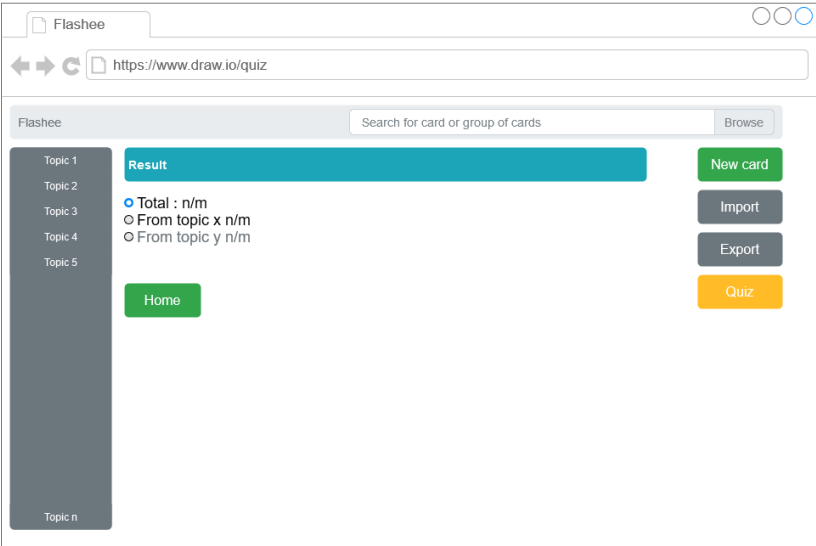 Flashee
https://www.draw.io/quiz
Flashee
Search for card or group of cards
Browse
Topic 1
Topic 2
Topic 3
Topic 4
Topic 5
Topic n
Result
Total : n/m
From topic x n/m
From topic y n/m
Home
New card
Import
Export
Quiz